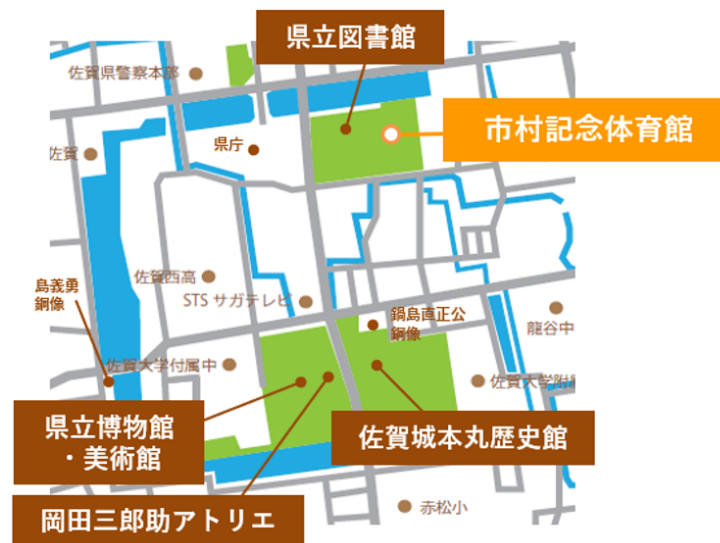 県立図書館
佐賀県警察本部
市村記念体育館
県庁
佐賀
佐賀西高
島義勇
銅像
STS サガテレビ
鍋島直正公
銅像
龍谷中
佐賀大学付属中
佐賀大学附
県立博物館
・美術館
佐賀城本丸歴史館
岡田三郎助アトリエ
赤松小